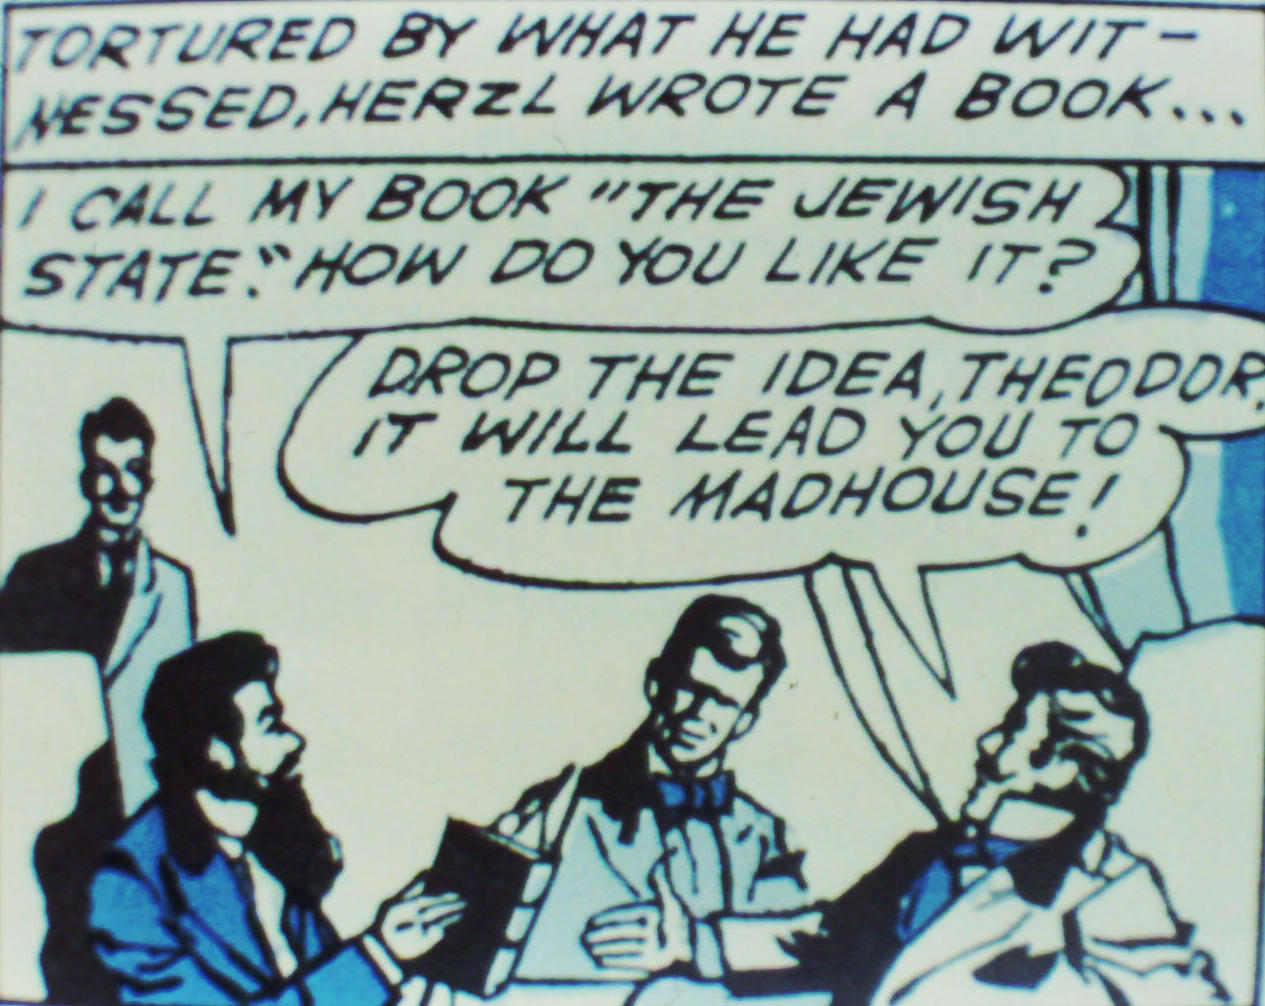 TORTURED BY WHAT HE HAD WIT-
NESSED, HERZL WROTE A BOOK...
I CALL MY BOOK "THE JEWISH
STATE." HOW DO YOU LIKE IT?
DROP THE IDEA, THEODOR.
IT WILL LEAD YOU TO
THE MADHOUSE!